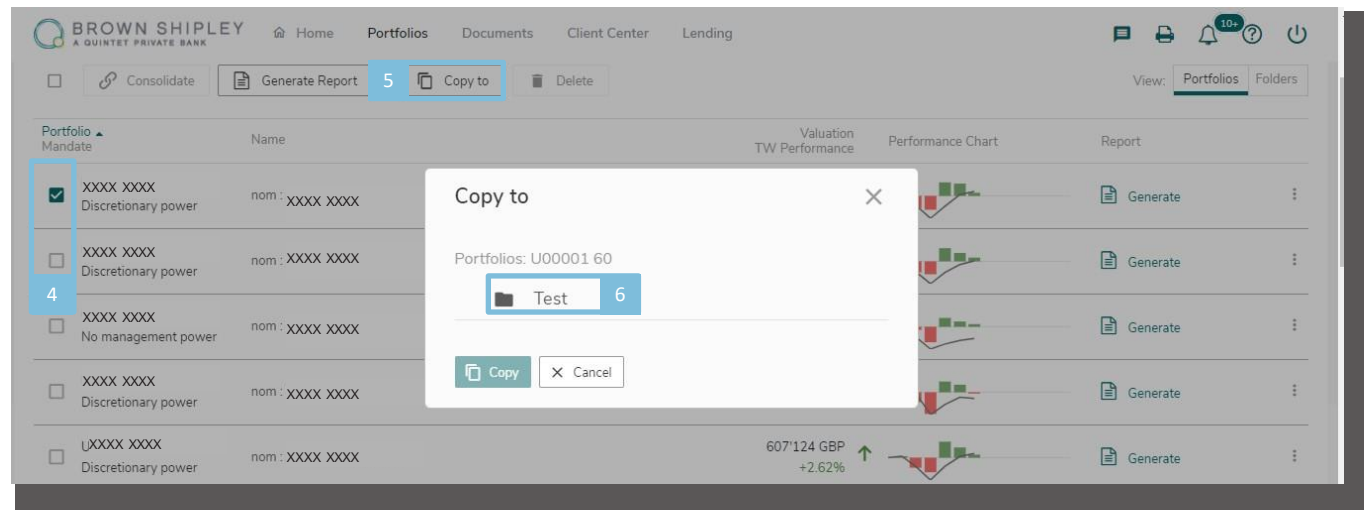 BROWN SHIPLEY
A QUINTET PRIVATE BANK
Home Portfolios Documents Client Center Lending
10+
Consolidate Generate Report 5 Copy to Delete View: Portfolios Folders
Portfolio Name Valuation Performance Chart Report
Mandate TW Performance
XXXX XXXX
Discretionary power nom : XXXX XXXX Generate
XXXX XXXX
Discretionary power nom : XXXX XXXX Generate
4
XXXX XXXX
No management power nom : XXXX XXXX Generate
XXXX XXXX
Discretionary power nom : XXXX XXXX Generate
UXXXX XXXX 607'124 GBP
Discretionary power nom : XXXX XXXX +2.62% Generate
Copy to
Portfolios: U00001 60
Test 6
Copy Cancel